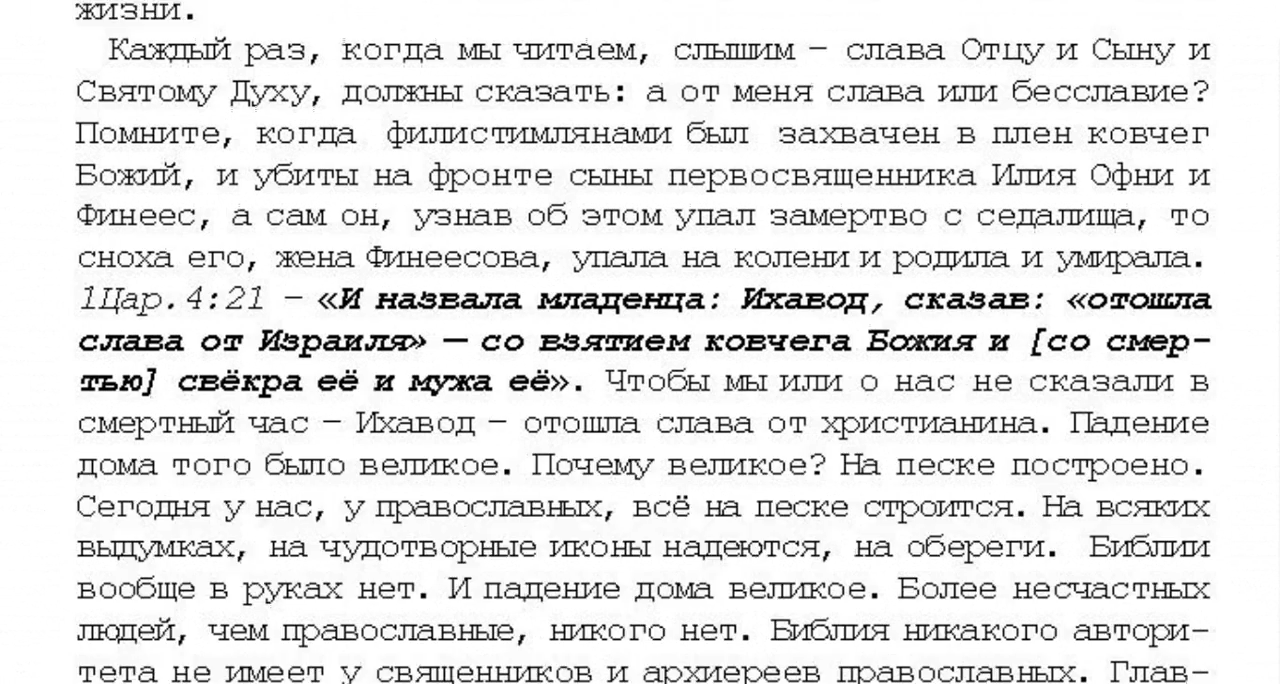 жизни.
Каждый раз, когда мы читаем, слышим – слава Отцу и Сыну и
Святому Духу, должны сказать: а от меня слава или бесславие?
Помните, когда филистимлянами был захвачен в плен ковчег
Божий, и убиты на фронте сыны первосвященника Илия Офни и
Финеес, а сам он, узнав об этом упал замертво с седалища, то
сноха его, жена Финеесова, упала на колени и родила и умирала.
1Цар.4:21 – «И назвала младенца: Ихавод, сказав: «отошла
слава от Израиля» — со взятием ковчега Божия и [со смер-
тью] свёкра её и мужа её». Чтобы мы или о нас не сказали в
смертный час – Ихавод – отошла слава от христианина. Падение
дома того было великое. Почему великое? На песке построено.
Сегодня у нас, у православных, всё на песке строится. На всяких
выдумках, на чудотворные иконы надеются, на обереги. Библии
вообще в руках нет. И падение дома великое. Более несчастных
людей, чем православные, никого нет. Библия никакого автори-
тета не имеет у священников и архиереев православных. Глав-